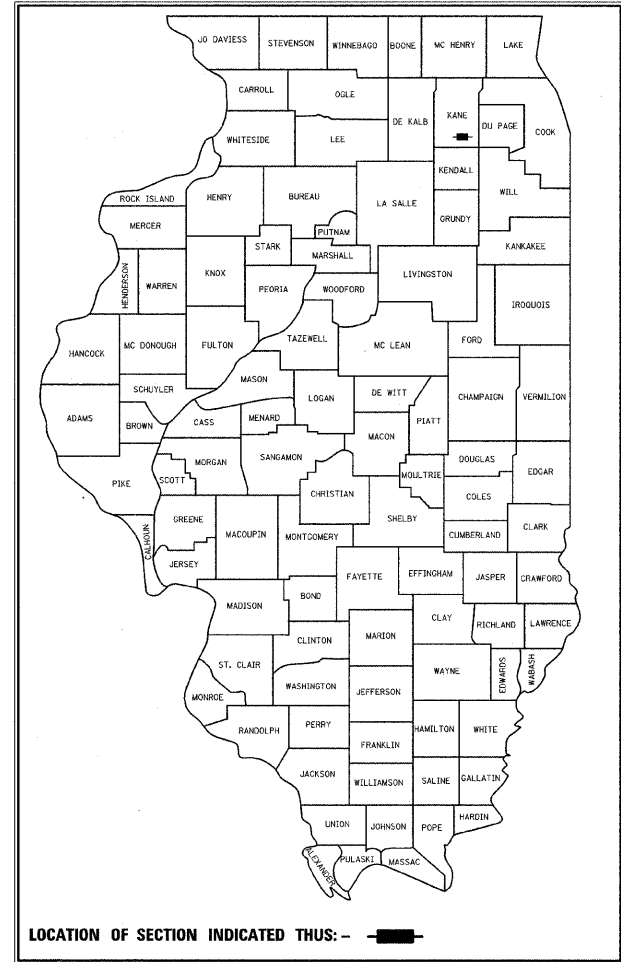 JO DAVIESS
STEVENSON
WINNEBAGO
BOONE
MC HENRY
LAKE
CARROLL
OGLE
DE KALB
KANE
DU PAGE
COOK
WHITESIDE
LEE
KENDALL
WILL
ROCK ISLAND
HENRY
BUREAU
LA SALLE
GRUNDY
MERCER
PUTNAM
STARK
MARSHALL
KANKAKEE
HENDERSON
WARREN
KNOX
PEORIA
WOODFORD
LIVINGSTON
IROQUOIS
FORD
HANCOCK
MC DONOUGH
FULTON
TAZEWELL
MC LEAN
MASON
SCHUYLER
LOGAN
DE WITT
CHAMPAIGN
VERMILION
ADAMS
BROWN
CASS
MENARD
PIATT
MACON
MORGAN
SANGAMON
DOUGLAS
EDGAR
PIKE
SCOTT
CHRISTIAN
MOULTRIE
COLES
GREENE
MACOUPIN
MONTGOMERY
SHELBY
CUMBERLAND
CLARK
CALHOUN
JERSEY
FAYETTE
EFFINGHAM
JASPER
CRAWFORD
MADISON
BOND
CLAY
RICHLAND
LAWRENCE
CLINTON
MARION
ST. CLAIR
WAYNE
EDWARDS
WABASH
WASHINGTON
JEFFERSON
MONROE
RANDOLPH
PERRY
HAMILTON
WHITE
FRANKLIN
JACKSON
WILLIAMSON
SALINE
GALLATIN
UNION
JOHNSON
POPE
HARDIN
ALEXANDER
PULASKI
MASSAC
LOCATION OF SECTION INDICATED THUS: –